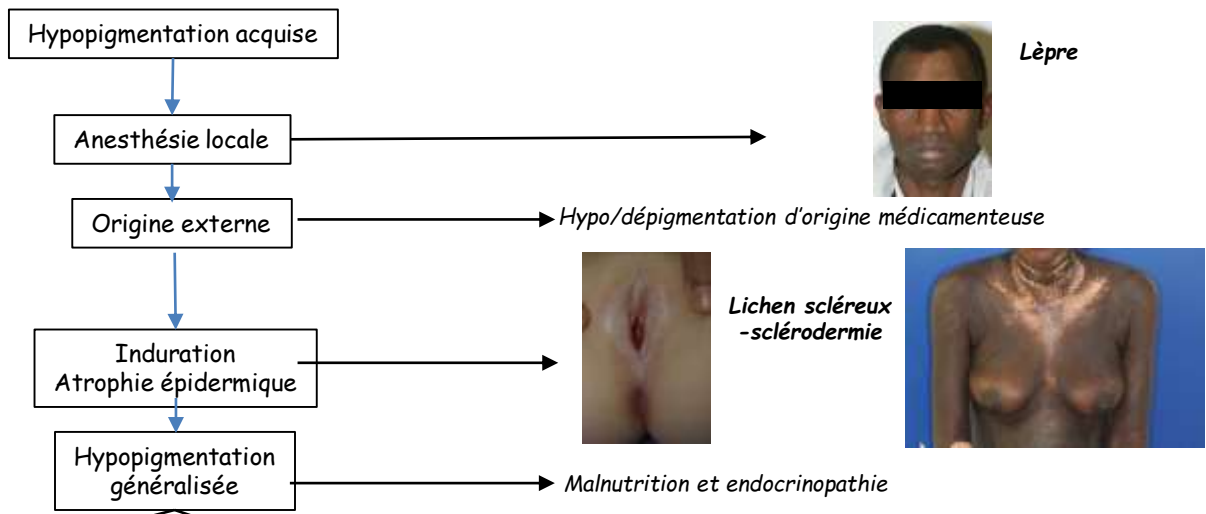 Hypopigmentation acquise
Lèpre
Anesthésie locale
Origine externe
Hypo/dépigmentation d'origine médicamenteuse
Lichen scléreux
-sclérodermie
Induration
Atrophie épidermique
Hypopigmentation
généralisée
Malnutrition et endocrinopathie